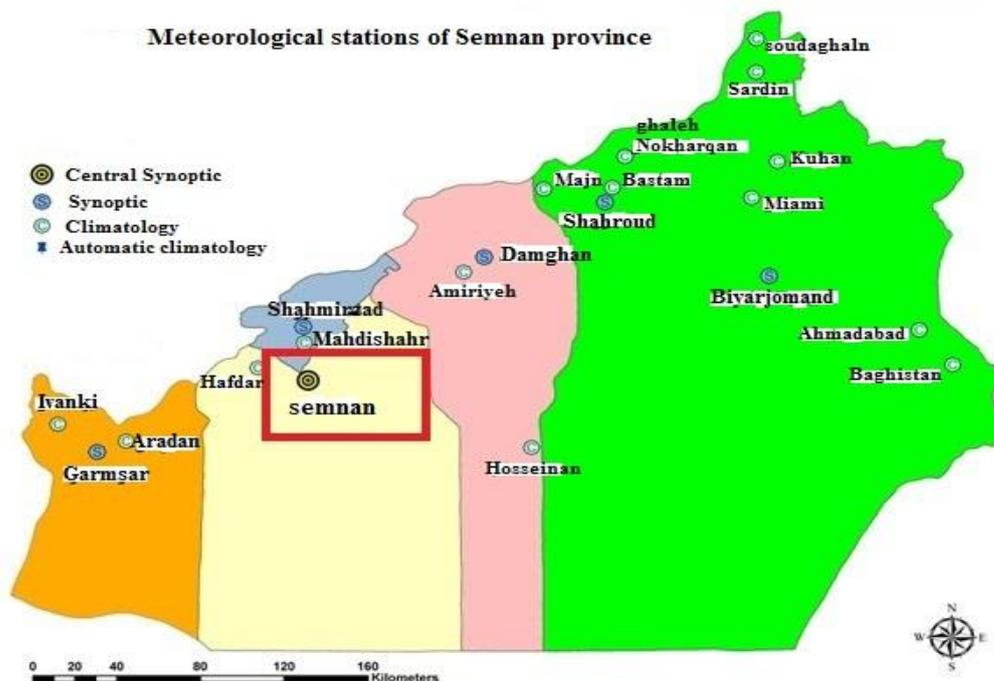 Meteorological stations of Semnan province
soudaghaln
Sardin
ghaleh
Nokharqan
Kuhan
Majn
Bastam
Miami
Shahroud
C Central Synoptic
S Synoptic
C Climatology
Automatic climatology
Damghan
Amiriyeh
Biyarjomand
Shahmirzad
Mahdishahr
Ahmadabad
Hafdar
Baghistan
semnan
Ivanki
Aradan
Garmsar
Hosseinan
N
W E
S
0 20 40 80 120 160
Kilometers